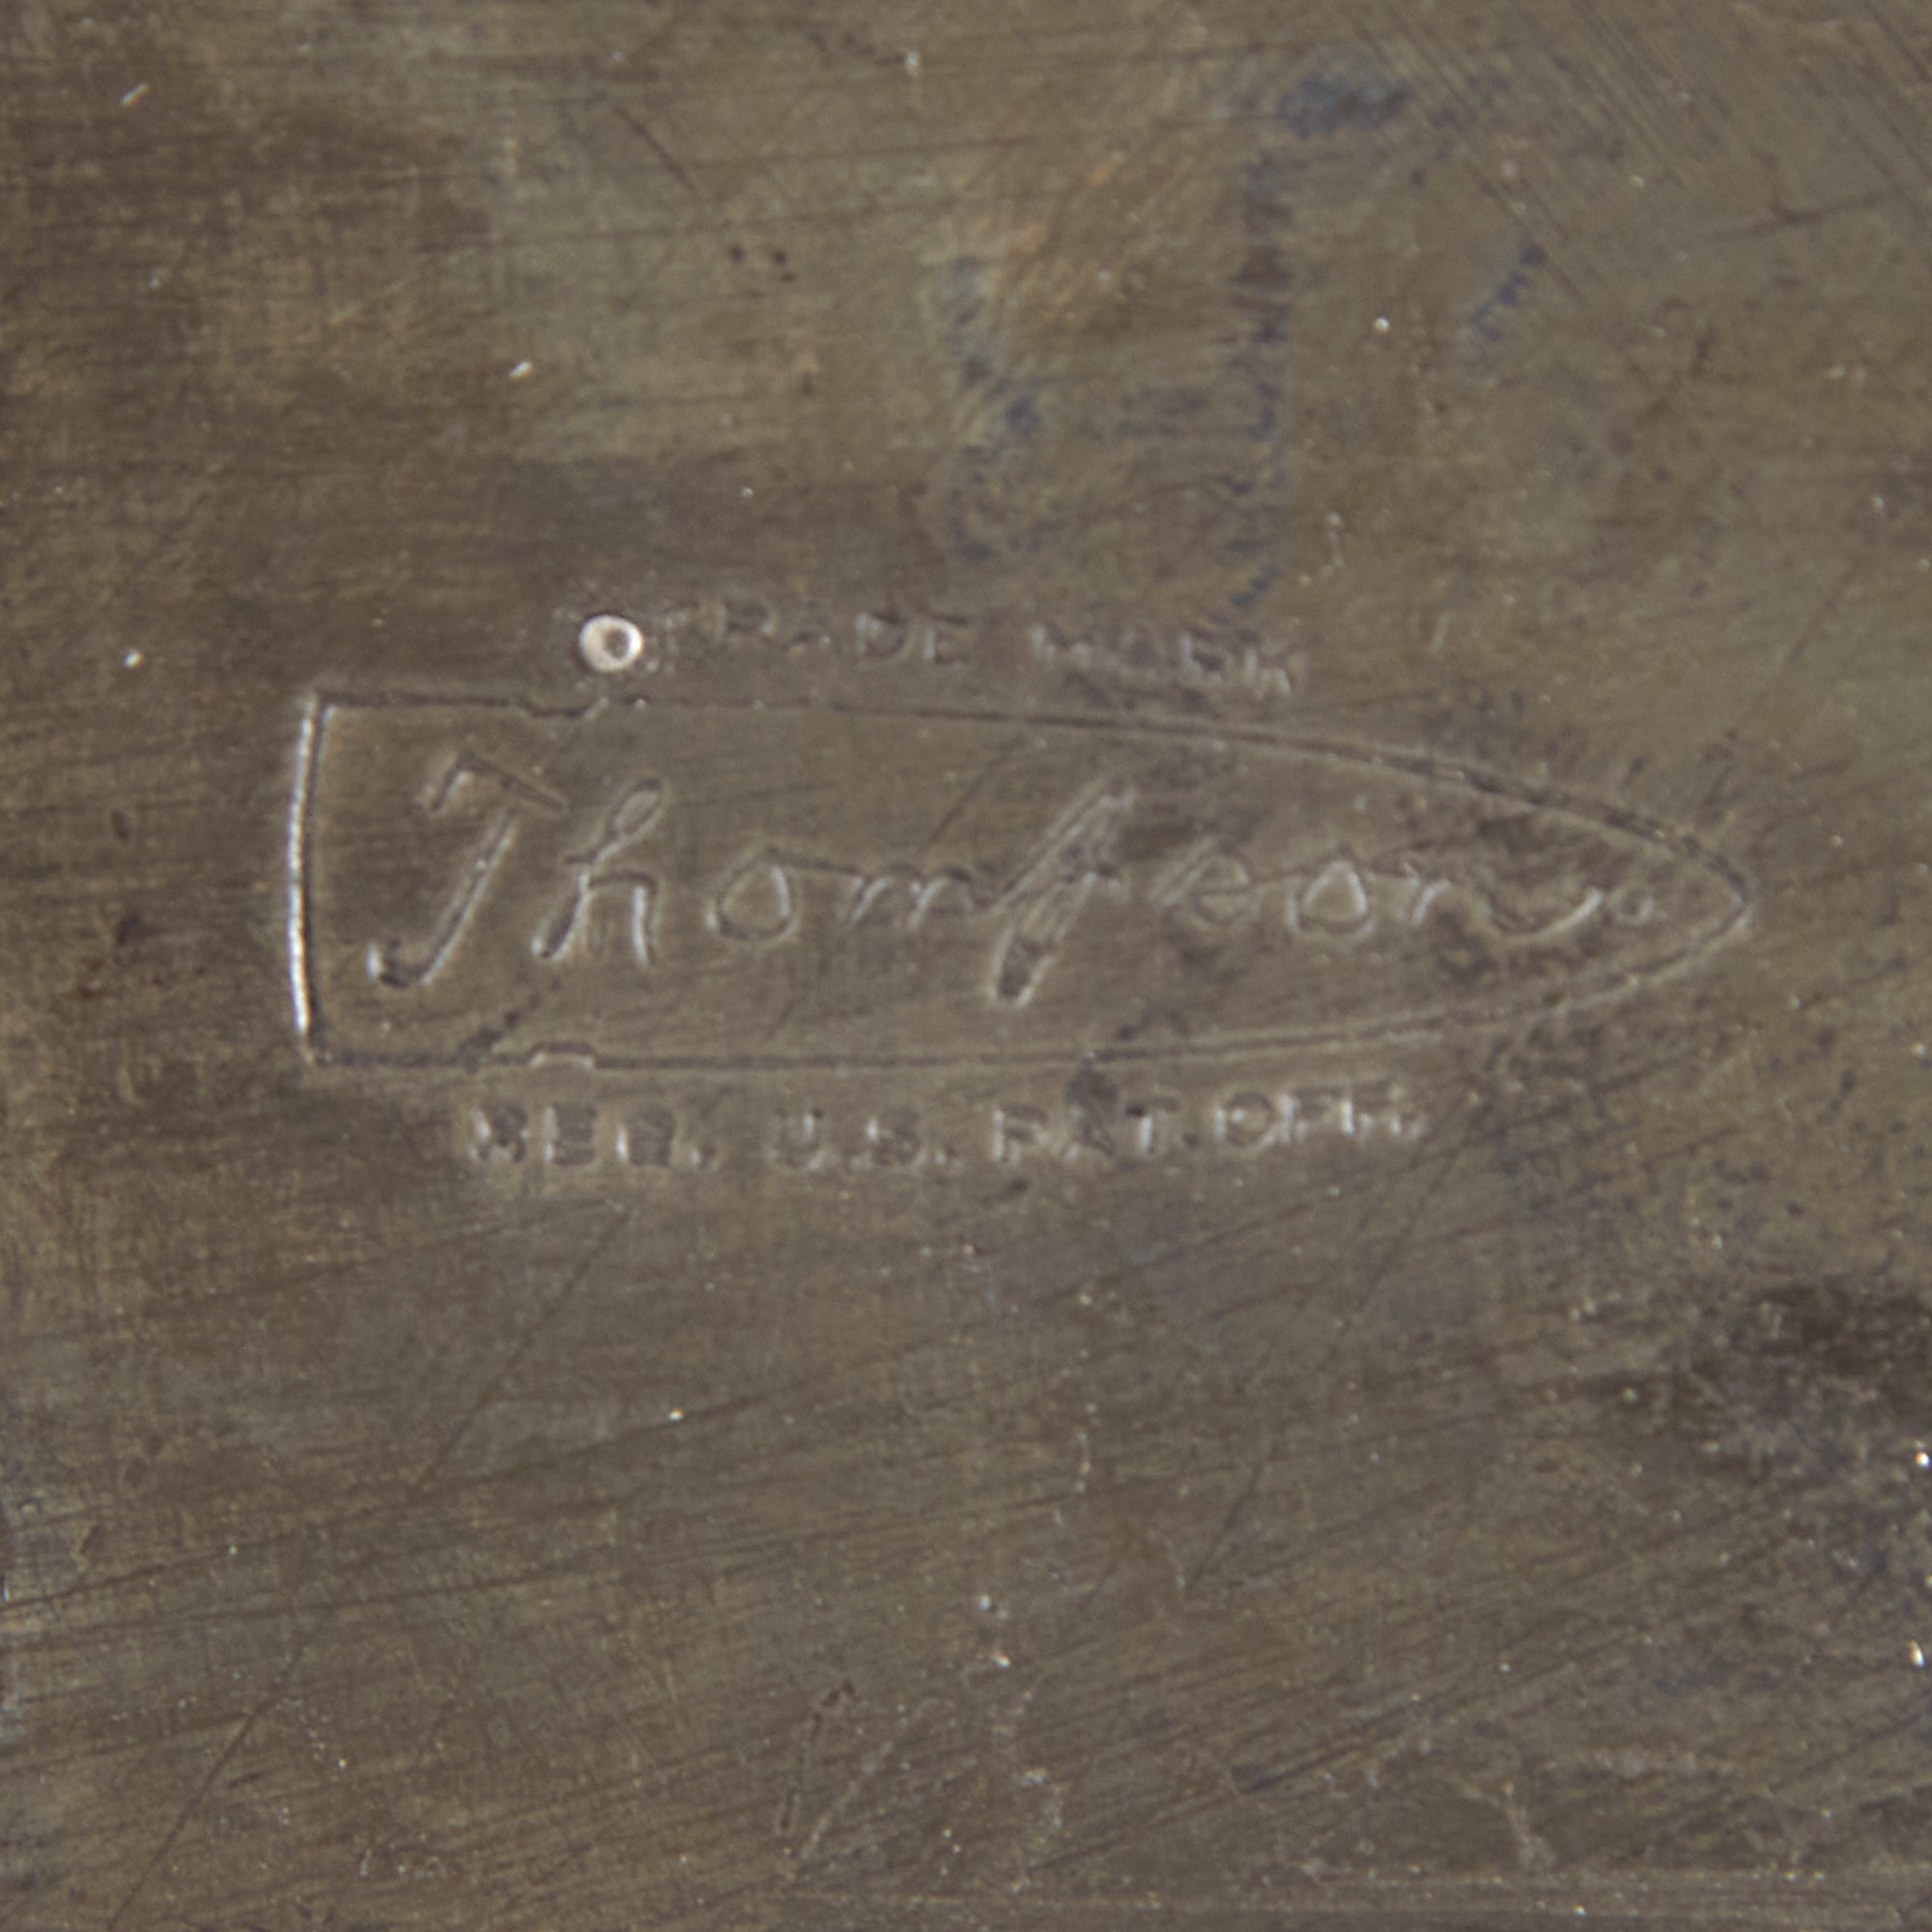 TRADE MARK
Thompson
REG. U.S. PAT. OFF.